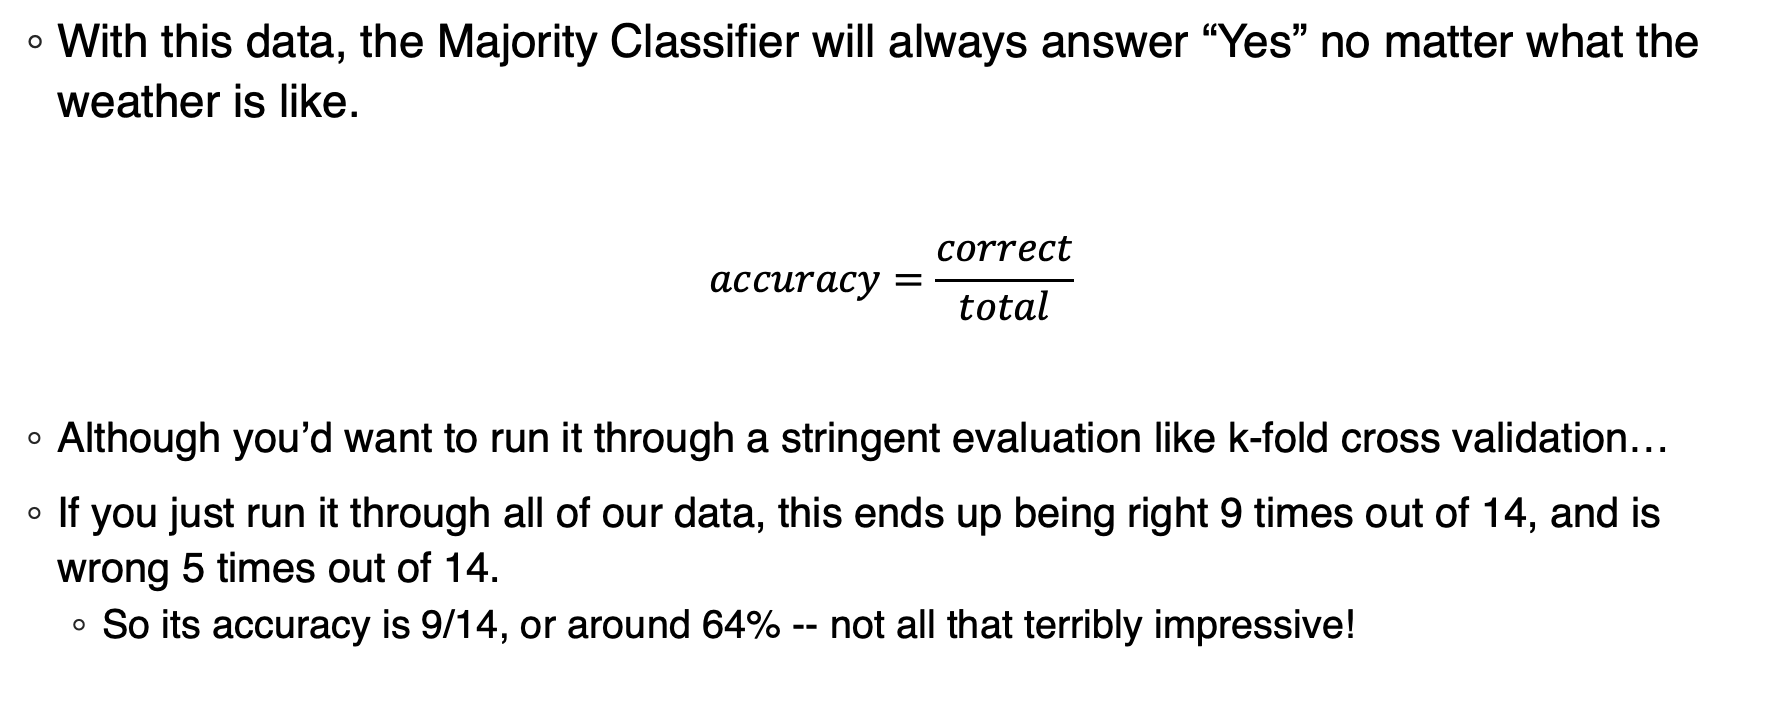 ◦ With this data, the Majority Classifier will always answer “Yes” no matter what the
weather is like.
accuracy = correct / total
◦ Although you’d want to run it through a stringent evaluation like k-fold cross validation…
◦ If you just run it through all of our data, this ends up being right 9 times out of 14, and is
wrong 5 times out of 14.
◦ So its accuracy is 9/14, or around 64% -- not all that terribly impressive!